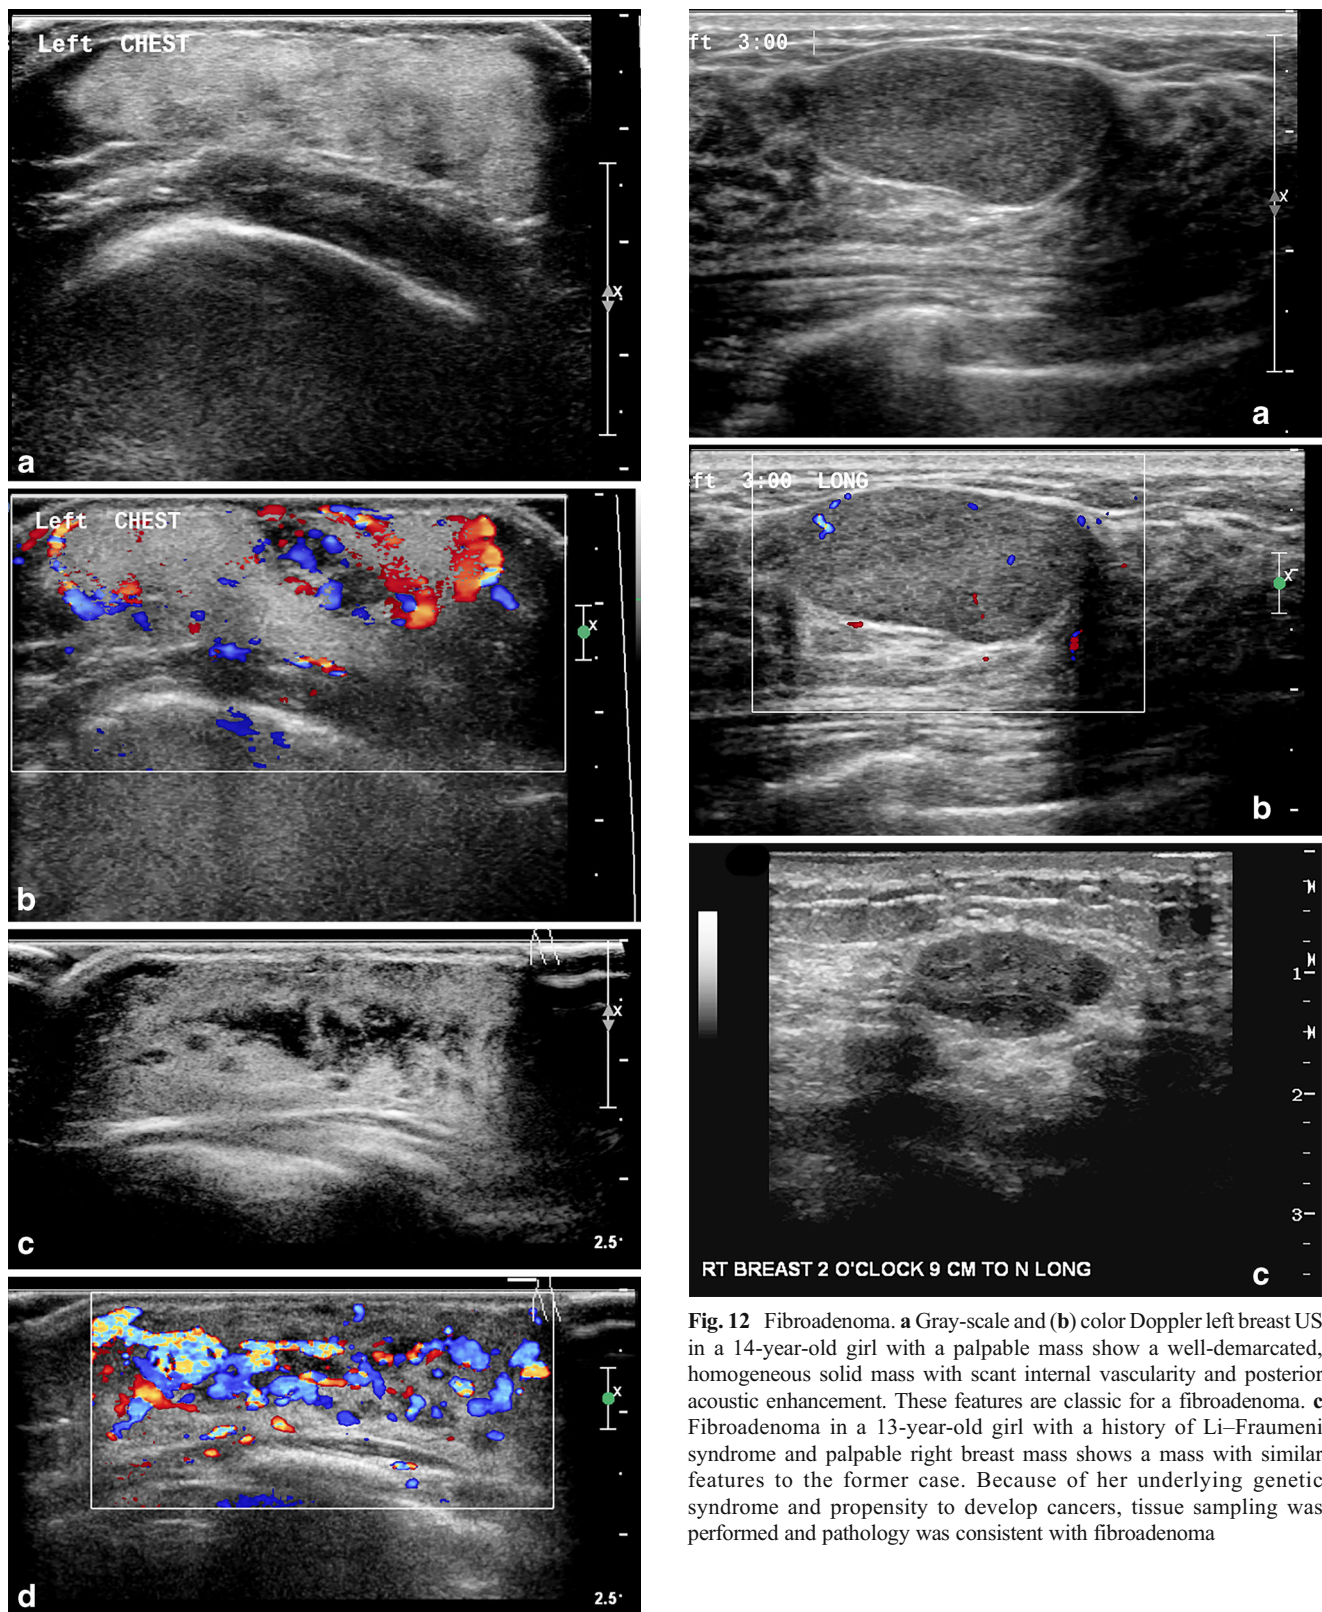 Left CHEST
x
a
Left CHEST
x
b
x
c
2.5
x
d
2.5
ft 3:00
x
a
ft 3:00 LONG
x
b
1
2
3
RT BREAST 2 O'CLOCK 9 CM TO N LONG
c
Fig. 12 Fibroadenoma. a Gray-scale and (b) color Doppler left breast US
in a 14-year-old girl with a palpable mass show a well-demarcated,
homogeneous solid mass with scant internal vascularity and posterior
acoustic enhancement. These features are classic for a fibroadenoma. c
Fibroadenoma in a 13-year-old girl with a history of Li–Fraumeni
syndrome and palpable right breast mass shows a mass with similar
features to the former case. Because of her underlying genetic
syndrome and propensity to develop cancers, tissue sampling was
performed and pathology was consistent with fibroadenoma